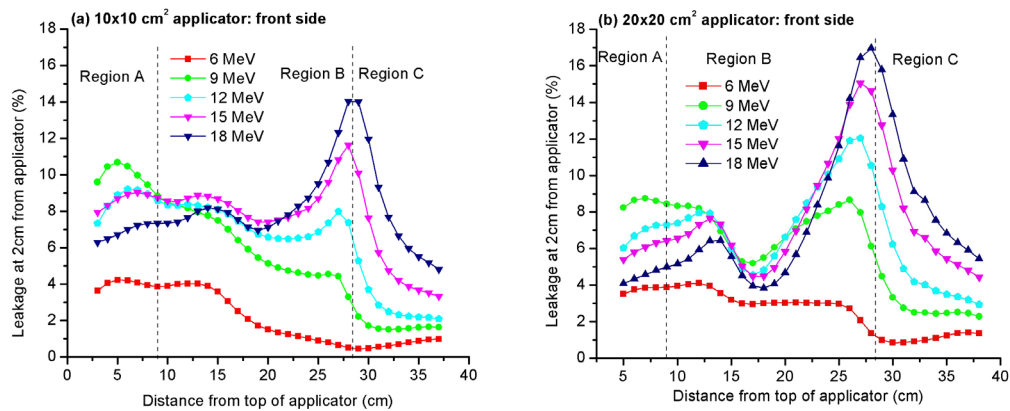 (a) 10x10 cm² applicator: front side
Leakage at 2cm from applicator (%)
18
16
14
12
10
8
6
4
2
0
Region A
Region B
Region C
6 MeV
9 MeV
12 MeV
15 MeV
18 MeV
0 5 10 15 20 25 30 35 40
Distance from top of applicator (cm)
(b) 20x20 cm² applicator: front side
Leakage at 2cm from applicator (%)
18
16
14
12
10
8
6
4
2
0
Region A
Region B
Region C
6 MeV
9 MeV
12 MeV
15 MeV
18 MeV
5 10 15 20 25 30 35 40
Distance from top of applicator (cm)